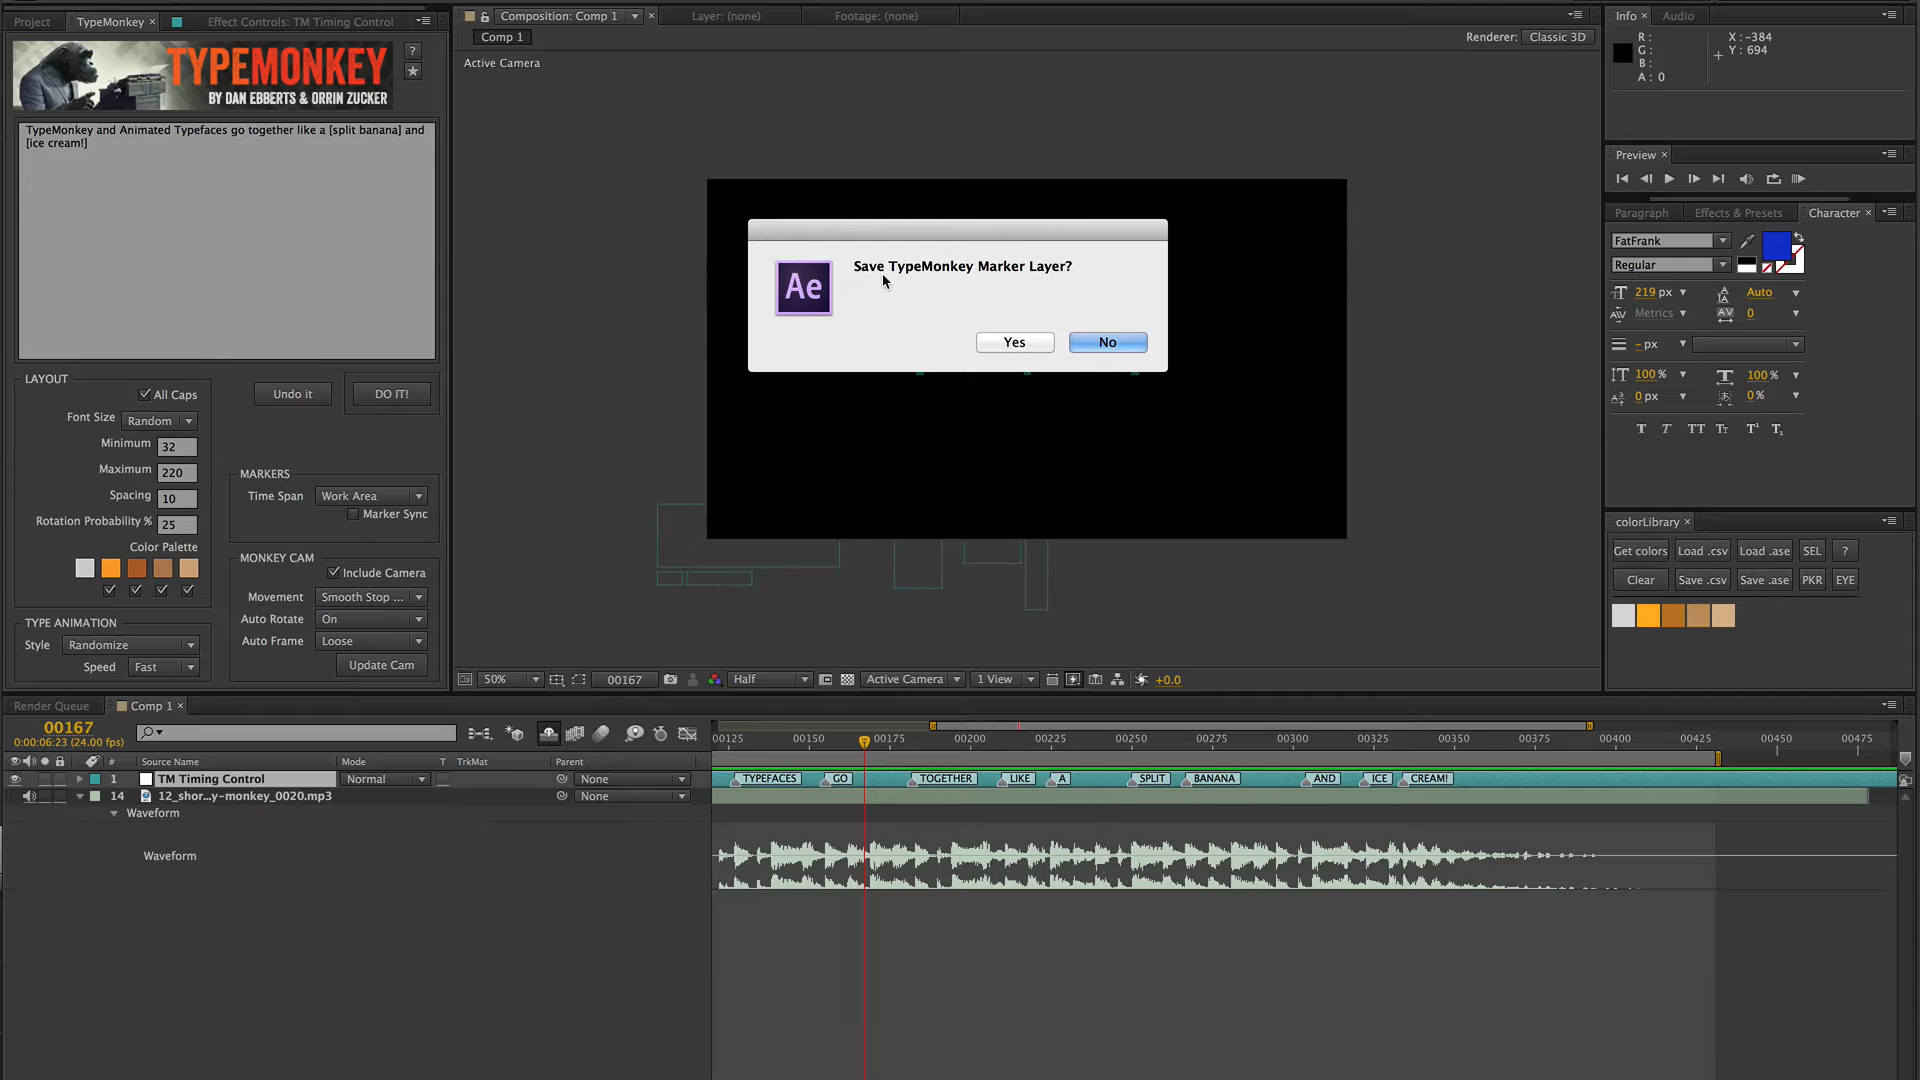 Project
TypeMonkey ×
Effect Controls: TM Timing Control
TYPEMONKEY
BY DAN EBBERTS & ORRIN ZUCKER
?
TypeMonkey and Animated Typefaces go together like a [split banana] and
[ice cream!]
LAYOUT
All Caps
Font Size Random
Minimum 32
Maximum 220
Spacing 10
Rotation Probability % 25
Color Palette
TYPE ANIMATION
Style Randomize
Speed Fast
Undo it
DO IT!
MARKERS
Time Span Work Area
Marker Sync
MONKEY CAM
Include Camera
Movement Smooth Stop ...
Auto Rotate On
Auto Frame Loose
Update Cam
Composition: Comp 1
Layer: (none)
Footage: (none)
Comp 1
Renderer: Classic 3D
Active Camera
Save TypeMonkey Marker Layer?
Ae
Yes
No
50%
00167
Half
Active Camera
1 View
+0.0
Info ×
Audio
R :
G :
B :
A : 0
X : -384
Y : 694
Preview ×
Paragraph
Effects & Presets
Character ×
FatFrank
Regular
219 px
Auto
Metrics
0
- px
100 %
100 %
0 px
0 %
T T TT Tт T¹ T₁
colorLibrary ×
Get colors Load .csv Load .ase SEL ?
Clear Save .csv Save .ase PKR EYE
Render Queue
Comp 1 ×
00167
0:00:06:23 (24.00 fps)
00125 00150 00175 00200 00225 00250 00275 00300 00325 00350 00375 00400 00425 00450 00475
# Source Name Mode T TrkMat Parent
1 TM Timing Control Normal None
TYPEFACES GO TOGETHER LIKE A SPLIT BANANA AND ICE CREAM!
14 12_shor...y-monkey_0020.mp3 None
Waveform
Waveform